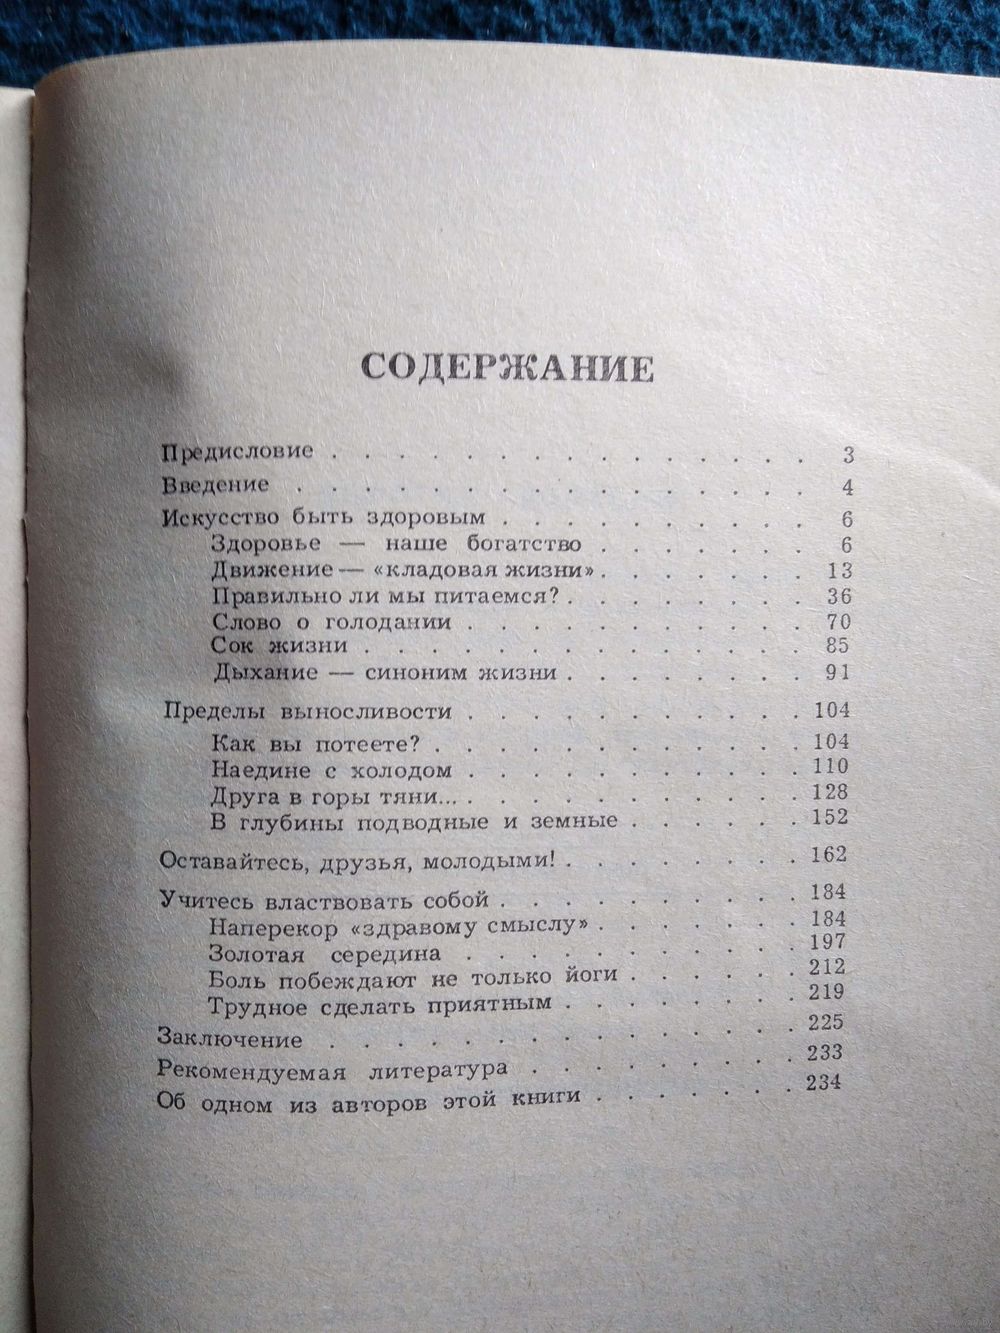 СОДЕРЖАНИЕ
Предисловие . . . . . . . . . . . . . . . 3
Введение . . . . . . . . . . . . . . . . 4
Искусство быть здоровым . . . . . . . . . . 6
Здоровье — наше богатство . . . . . . . 6
Движение — «кладовая жизни» . . . . . . . 13
Правильно ли мы питаемся? . . . . . . . . 36
Слово о голодании . . . . . . . . . . . 70
Сок жизни . . . . . . . . . . . . . . 85
Дыхание — синоним жизни . . . . . . . . 91
Пределы выносливости . . . . . . . . . . . 104
Как вы потеете? . . . . . . . . . . . . 104
Наедине с холодом . . . . . . . . . . . 110
Друга в горы тяни... . . . . . . . . . . . 128
В глубины подводные и земные . . . . . . 152
Оставайтесь, друзья, молодыми! . . . . . . . . 162
Учитесь властвовать собой . . . . . . . . . . 184
Наперекор «здравому смыслу» . . . . . . . 184
Золотая середина . . . . . . . . . . . 197
Боль побеждают не только йоги . . . . . . 212
Трудное сделать приятным . . . . . . . . 219
Заключение . . . . . . . . . . . . . . 225
Рекомендуемая литература . . . . . . . . . 233
Об одном из авторов этой книги . . . . . . . 234